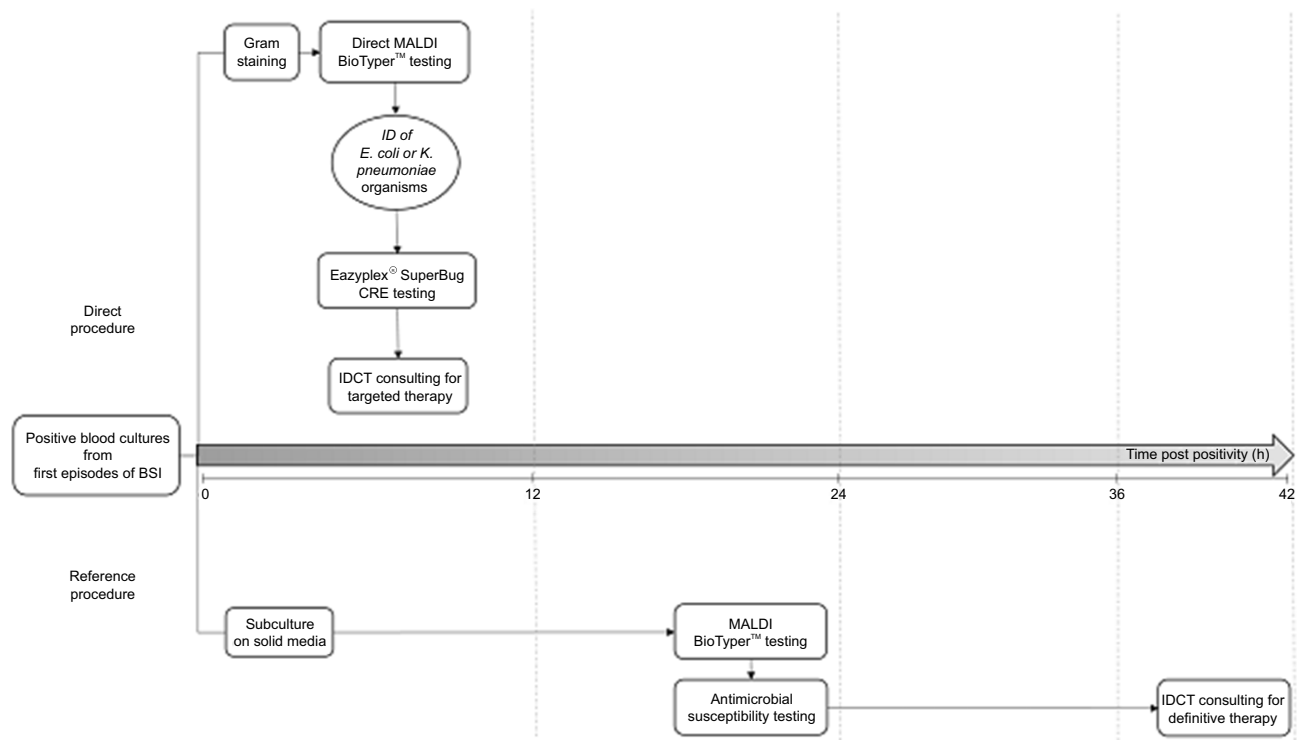 Gram
staining
Direct MALDI
BioTyper™ testing
ID of
E. coli or K.
pneumoniae
organisms
Eazyplex® SuperBug
CRE testing
Direct
procedure
IDCT consulting for
targeted therapy
Positive blood cultures
from
first episodes of BSI
Time post positivity (h)
0 12 24 36 42
Reference
procedure
Subculture
on solid media
MALDI
BioTyper™ testing
Antimicrobial
susceptibility testing
IDCT consulting for
definitive therapy